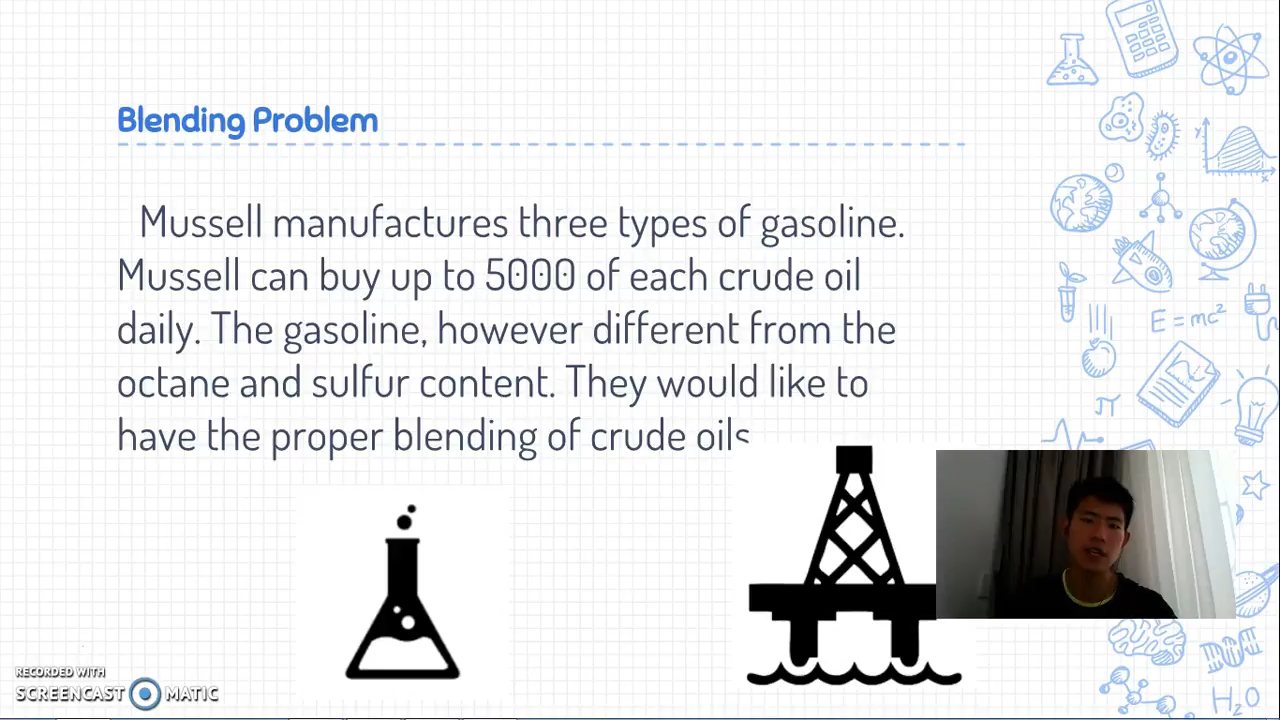 Blending Problem
Mussell manufactures three types of gasoline.
Mussell can buy up to 5000 of each crude oil
daily. The gasoline, however different from the
octane and sulfur content. They would like to
have the proper blending of crude oils
E=mc²
π
y
x
H₂O
RECORDED WITH
SCREENCAST MATIC